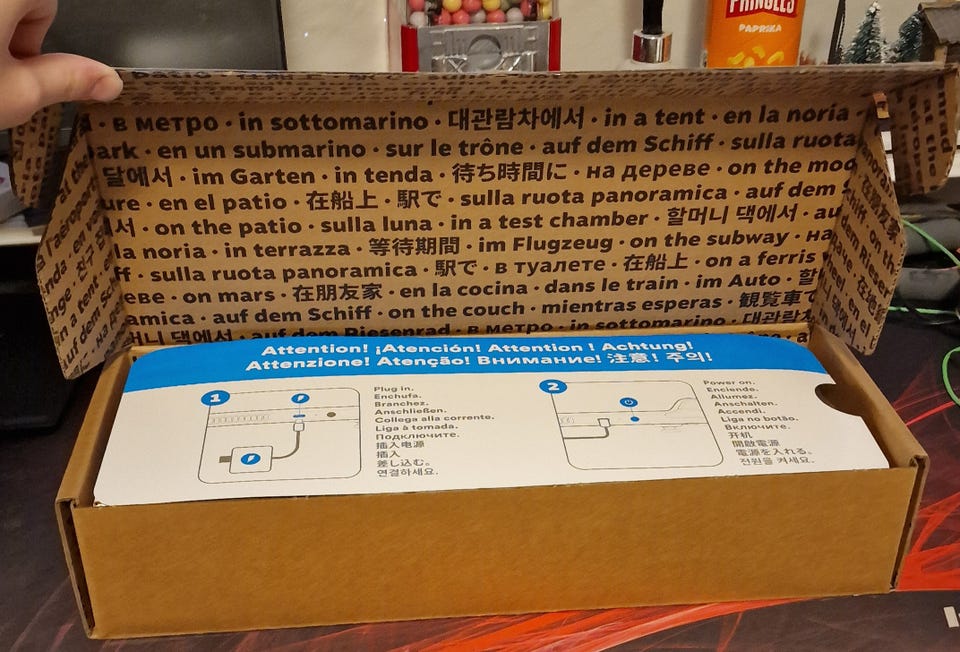 PRINGLES
PAPRIKA
patio
· в метро · in sottomarino · 대관람차에서 · in a tent · en la noria ·
ark · en un submarino · sur le trône · auf dem Schiff · sulla ruota
달에서 · im Garten · in tenda · 待ち時間に · на дереве · on the moo
ure · en el patio · 在船上 · 駅で · sulla ruota panoramica · auf dem S
서 · on the patio · sulla luna · in a test chamber · 할머니 댁에서 · au
la noria · in terrazza · 等待期間 · im Flugzeug · on the subway · на
ff · sulla ruota panoramica · 駅で · в туалете · 在船上 · on a ferris
еве · on mars · 在朋友家 · en la cocina · dans le train · im Auto · 할
amica · auf dem Schiff · on the couch · mientras esperas · 観覧車で
머니 댁에서 · auf dem Riesenrad · в метро · in sottomarino · 대관람차
Attention! ¡Atención! Attention ! Achtung!
Attenzione! Atenção! Внимание! 注意! 주의!
1
Plug in.
Enchufa.
Branchez.
Anschließen.
Collega alla corrente.
Liga à tomada.
Подключите.
插入电源
插入
差し込む。
연결하세요.
2
Power on.
Enciende.
Allumez.
Anschalten.
Accendi.
Liga no botão.
Включите.
开机
開啟電源
電源を入れる。
전원을 켜세요.